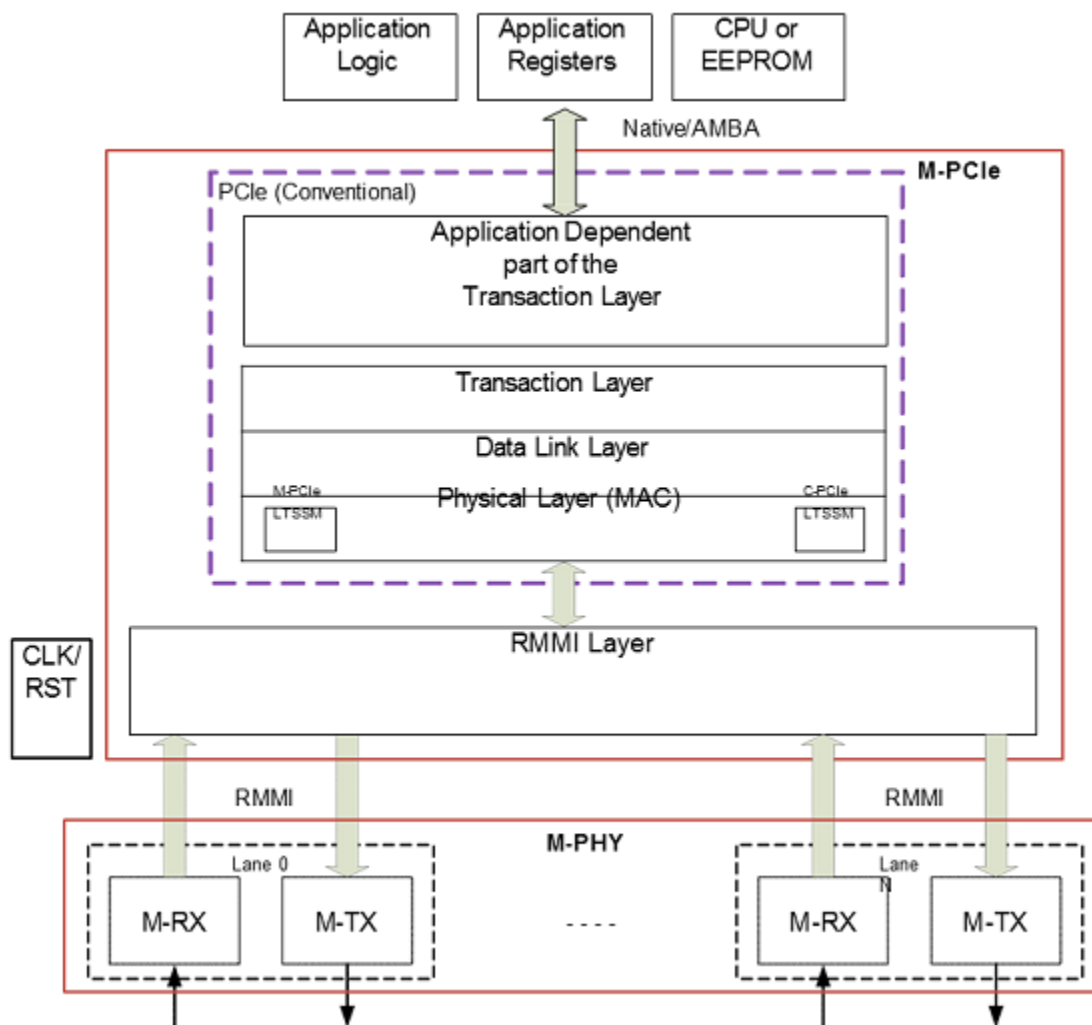 Application
Logic
Application
Registers
CPU or
EEPROM
Native/AMBA
M-PCIe
PCIe (Conventional)
Application Dependent
part of the
Transaction Layer
Transaction Layer
Data Link Layer
Physical Layer (MAC)
M-PCIe
LTSSM
C-PCIe
LTSSM
CLK/
RST
RMMI Layer
RMMI
RMMI
M-PHY
Lane 0
Lane
N
M-RX
M-TX
- - - -
M-RX
M-TX